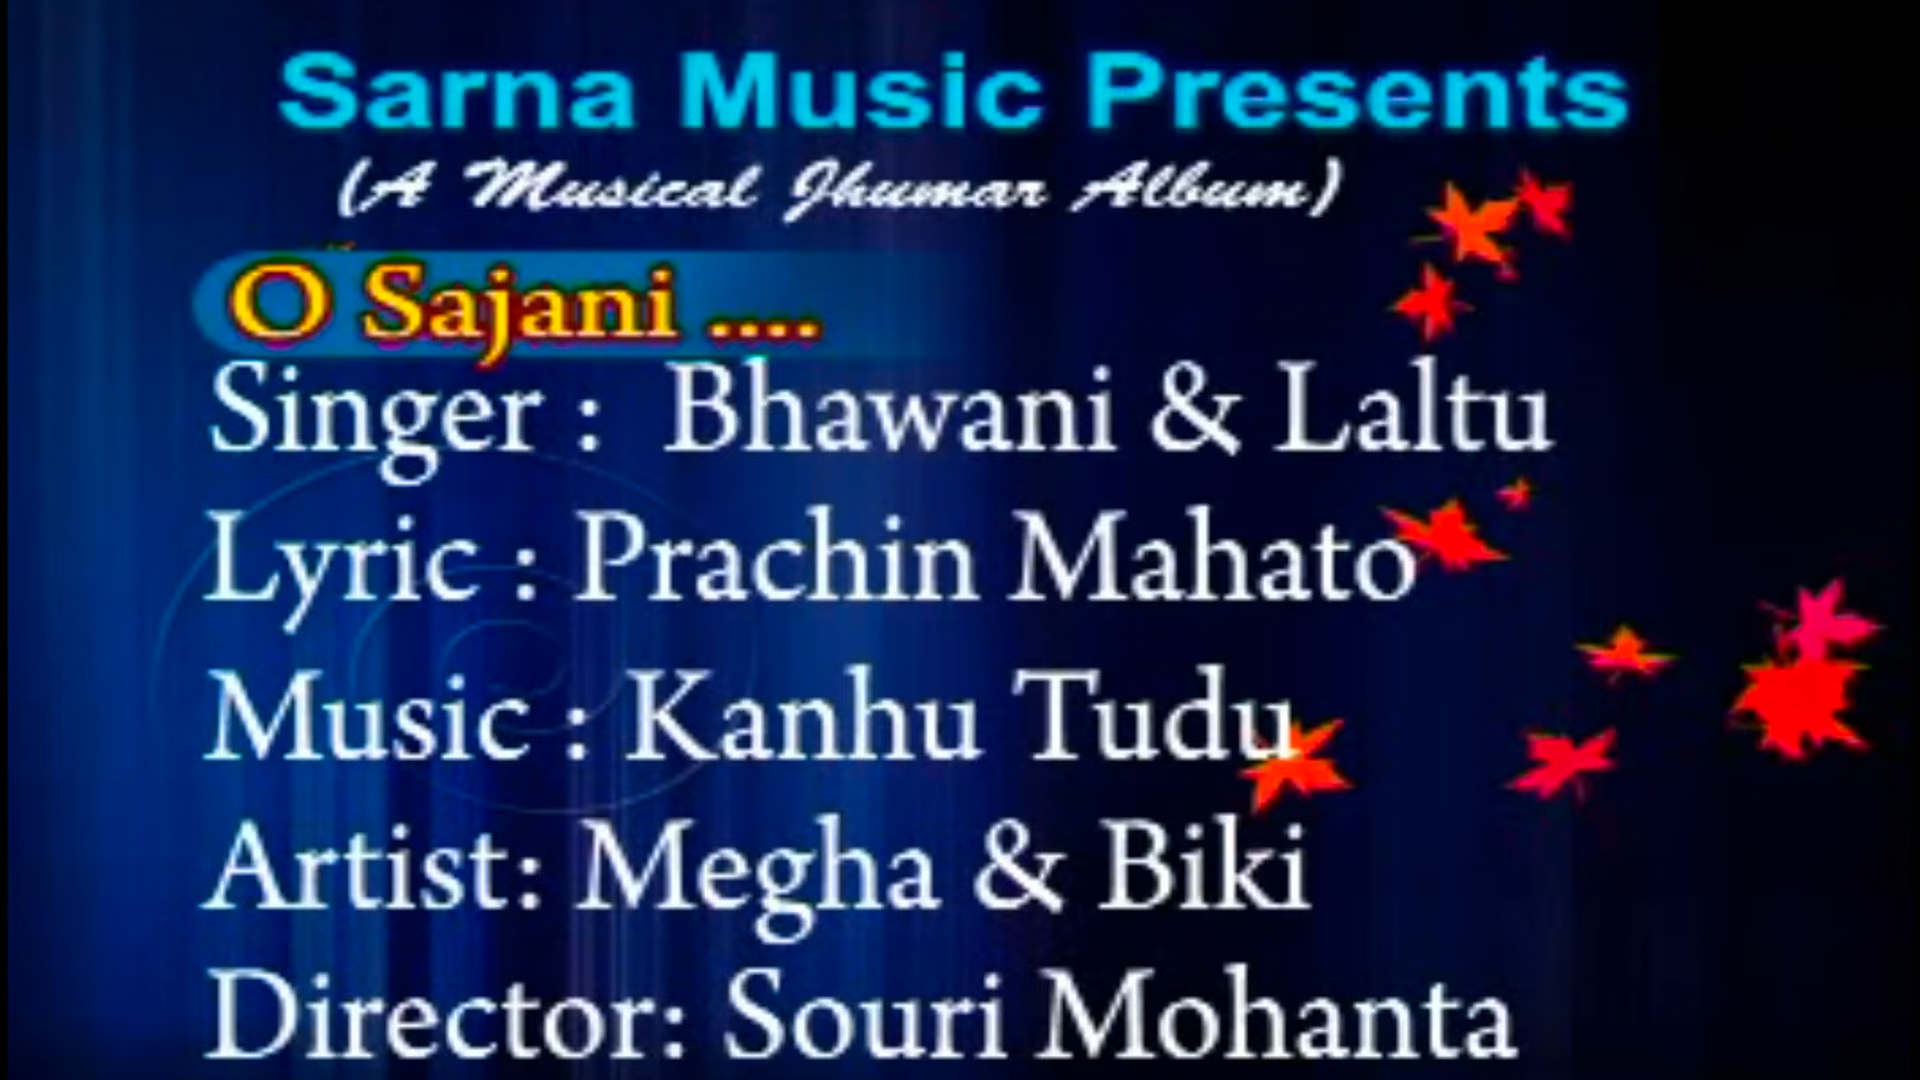 Sarna Music Presents
(A Musical Jhumar Album)
O Sajani ....
Singer :  Bhawani & Laltu
Lyric : Prachin Mahato
Music : Kanhu Tudu
Artist: Megha & Biki
Director: Souri Mohanta